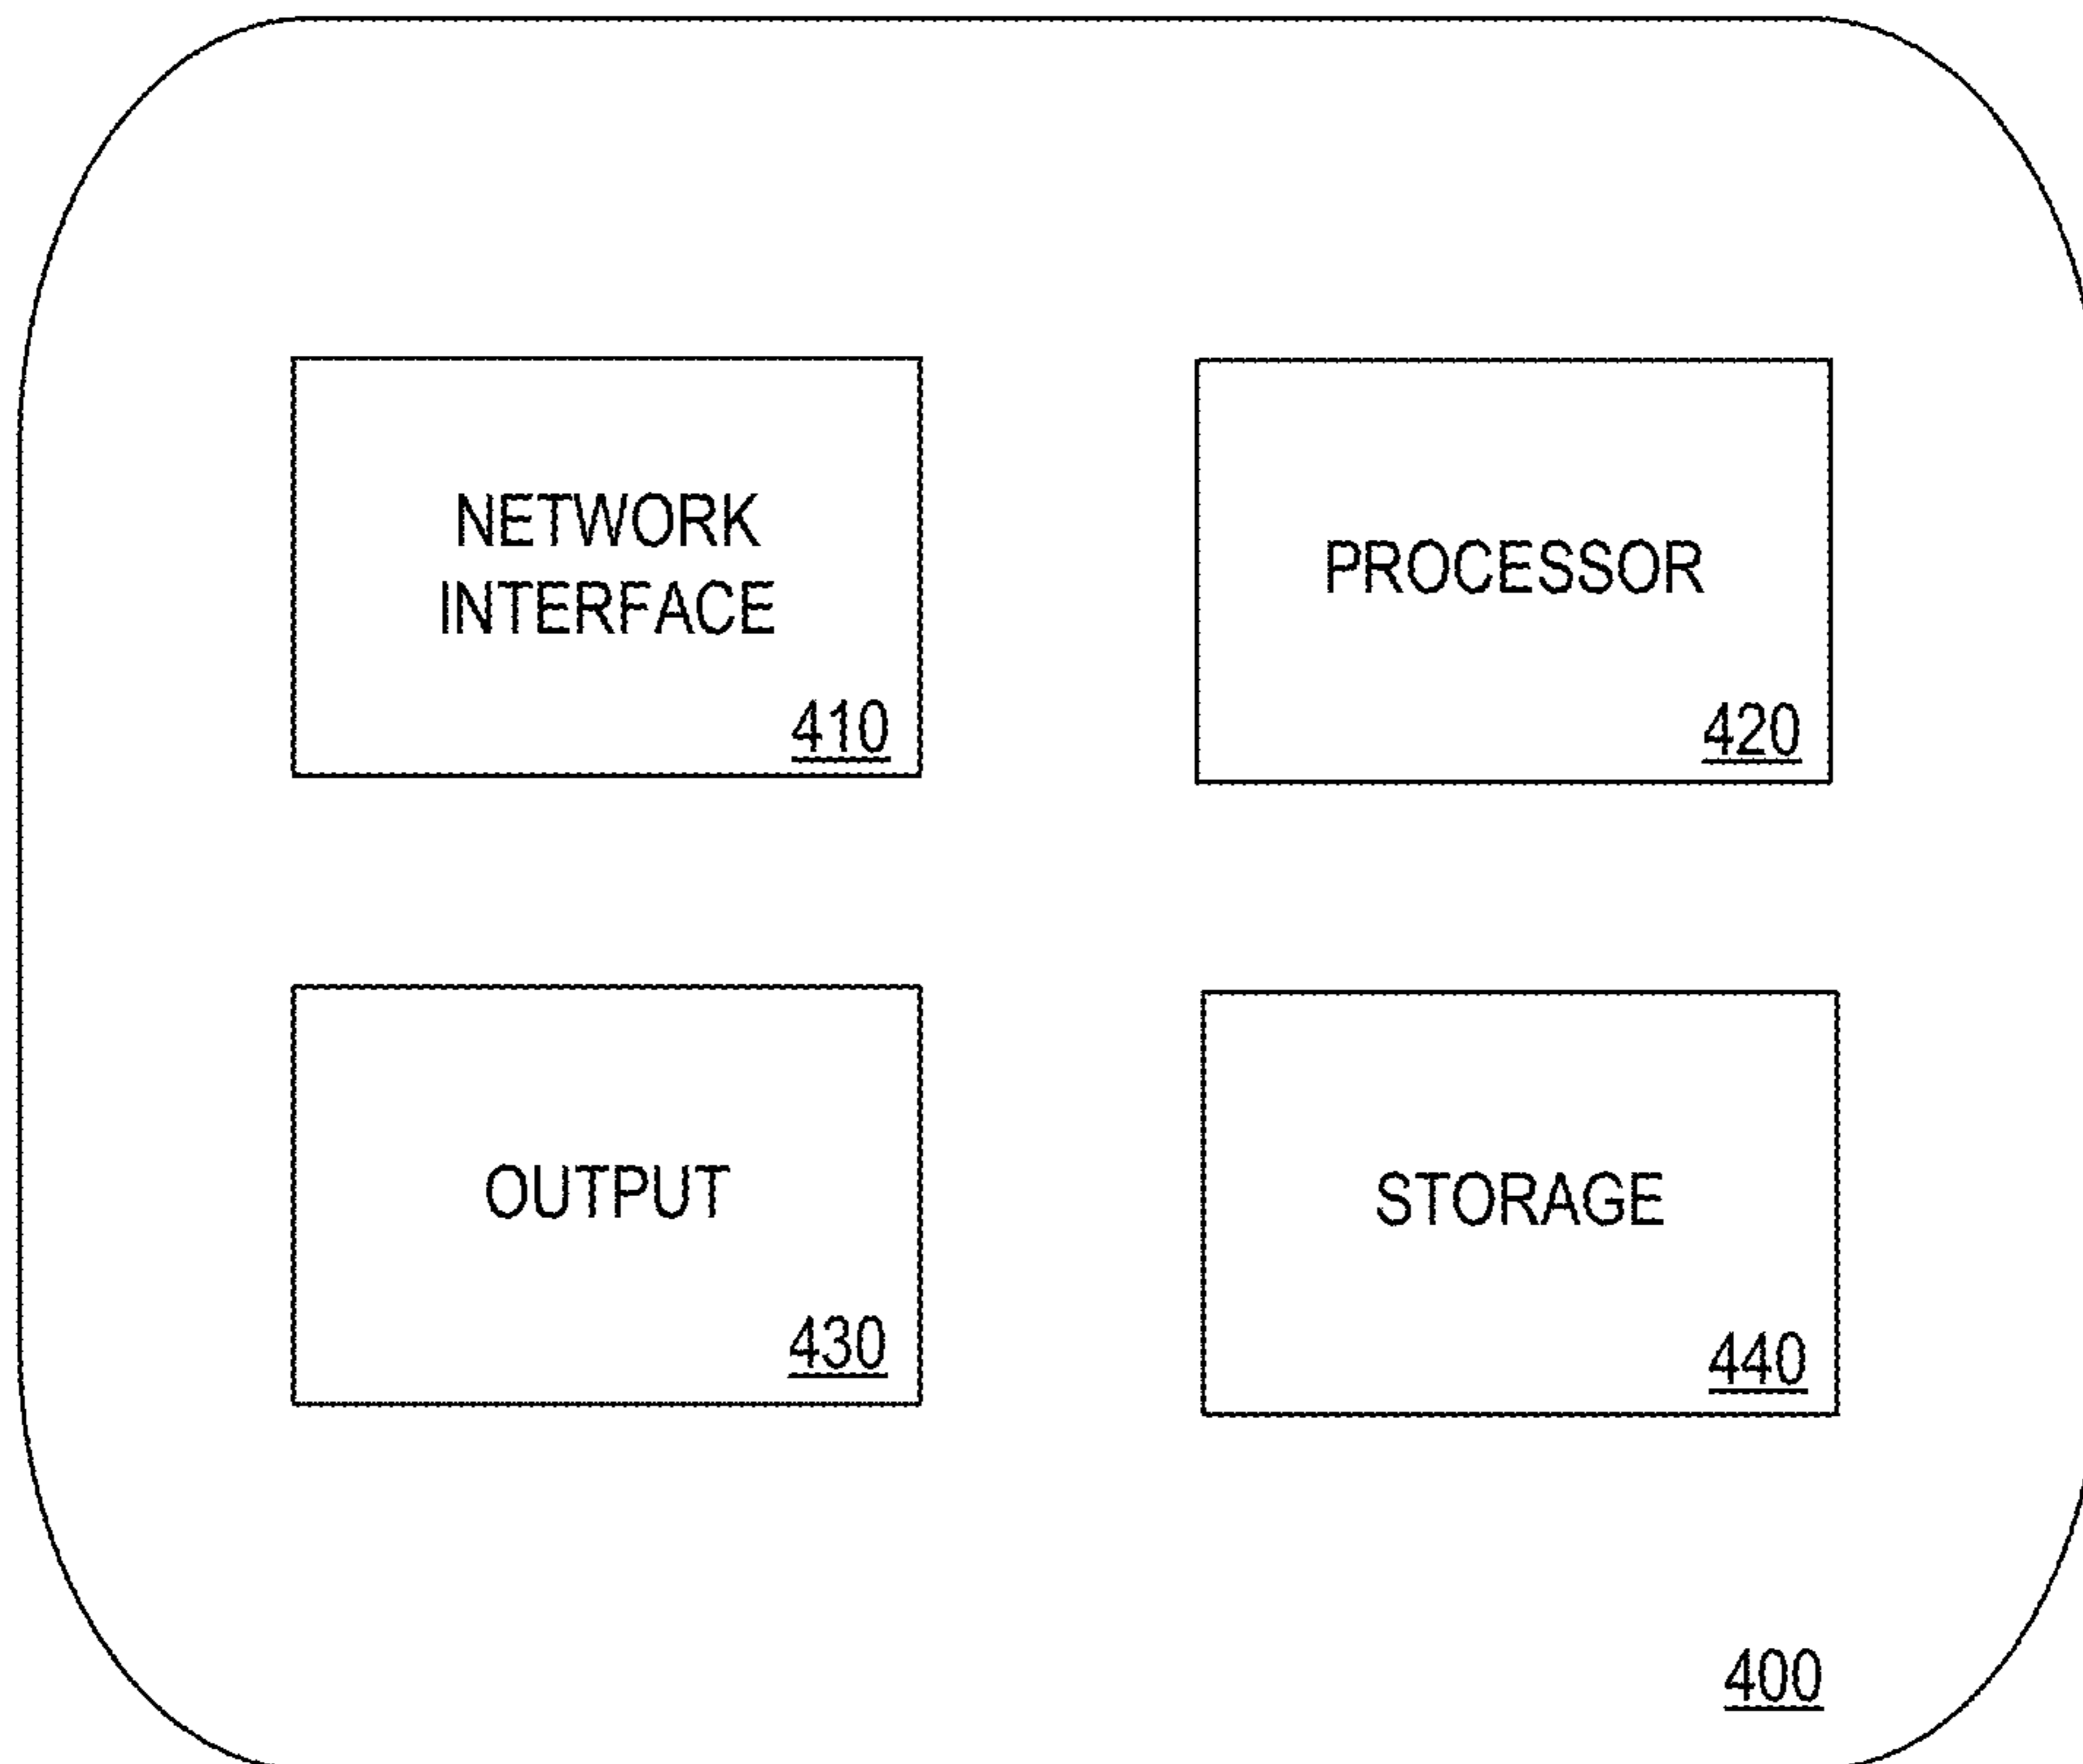 NETWORK
INTERFACE
410
PROCESSOR
420
OUTPUT
430
STORAGE
440
400